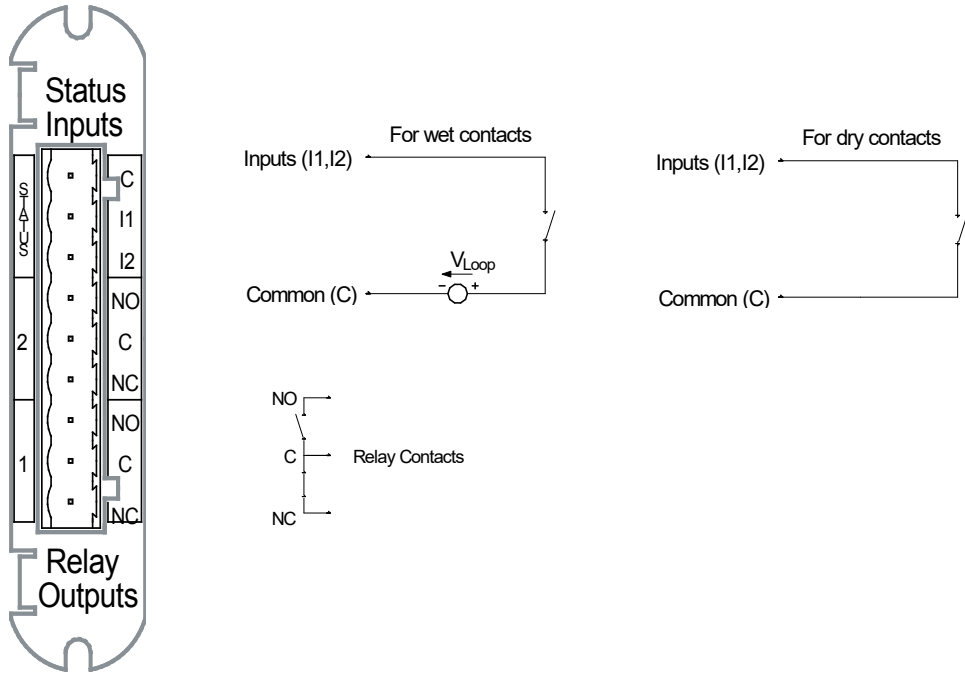 Status
Inputs
STATUS
C
I1
I2
2
NO
C
NC
1
NO
C
NC
Relay
Outputs
For wet contacts
Inputs (I1,I2)
VLoop
- +
Common (C)
For dry contacts
Inputs (I1,I2)
Common (C)
NO
C
Relay Contacts
NC